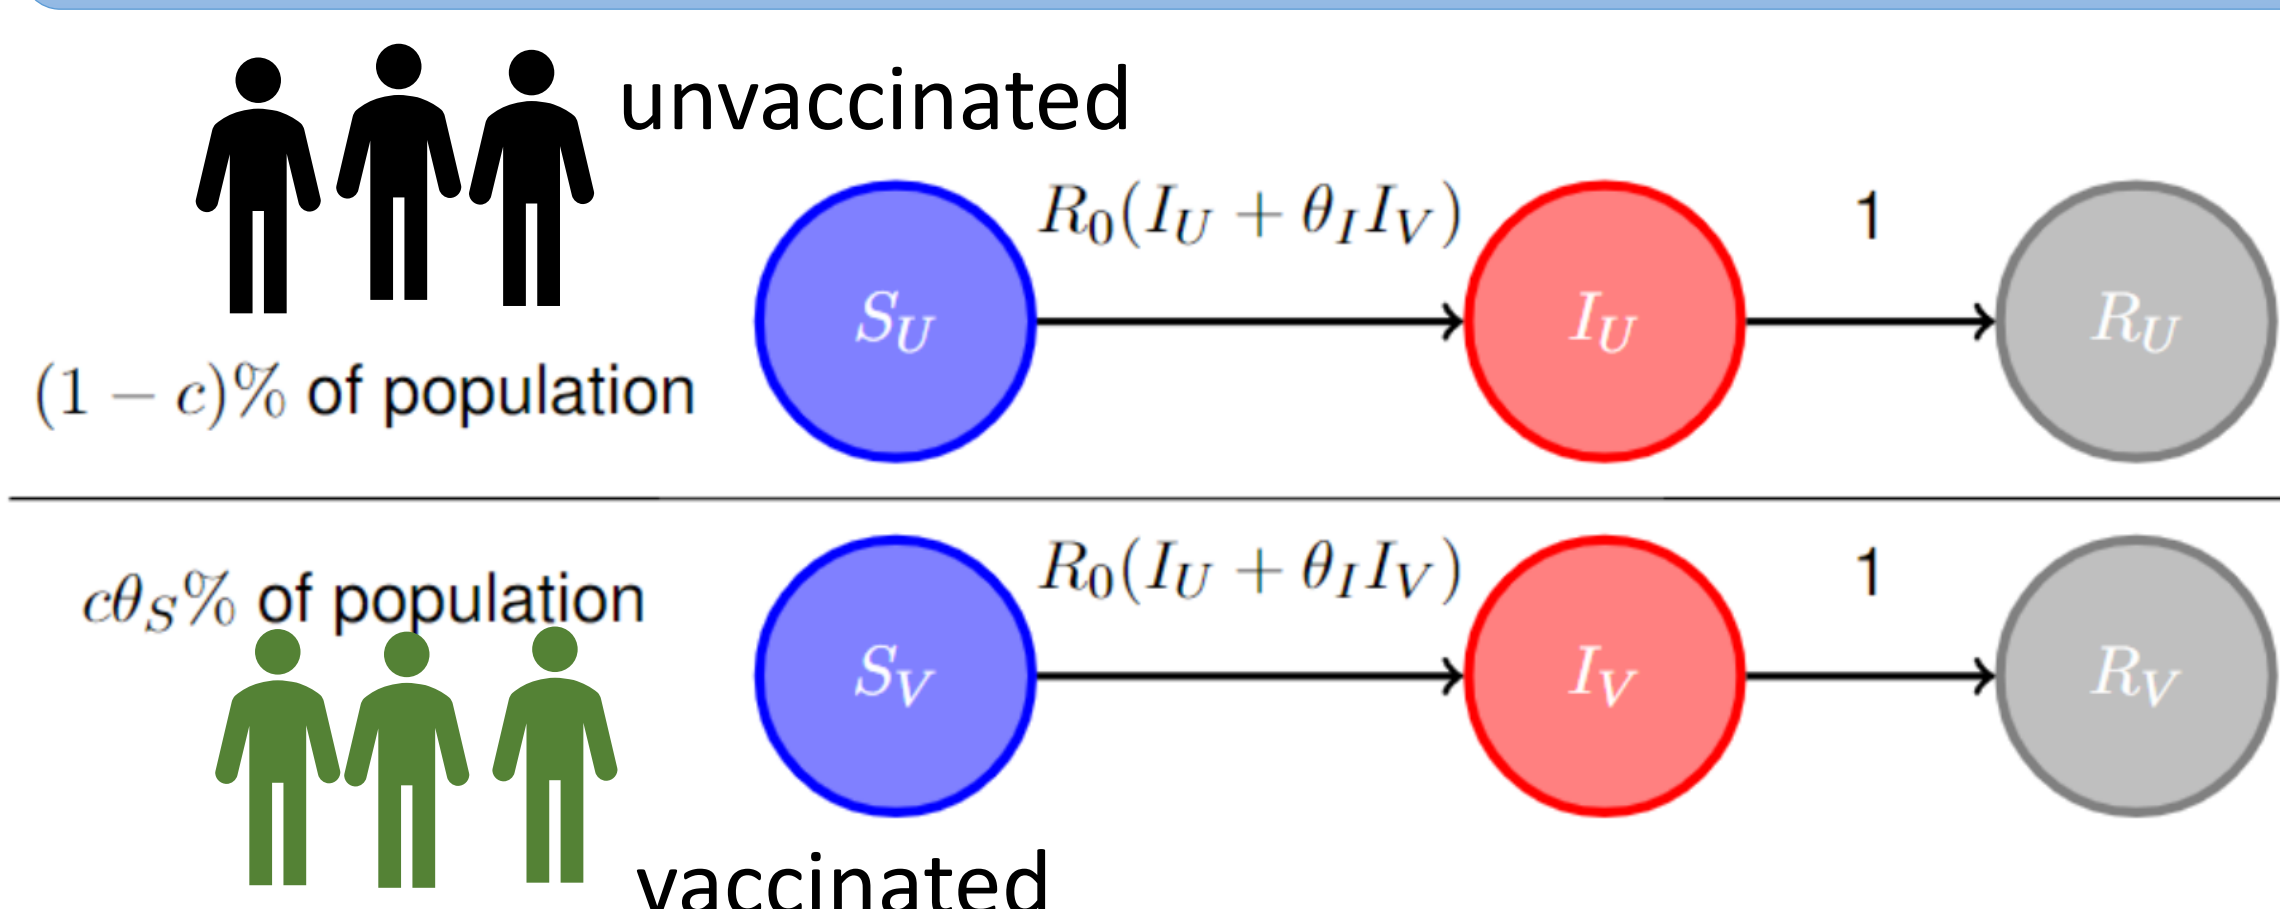 unvaccinated
R₀(I_U + θ_I I_V)
1
S_U
I_U
R_U
(1 − c)% of population
cθ_S% of population
R₀(I_U + θ_I I_V)
1
S_V
I_V
R_V
vaccinated